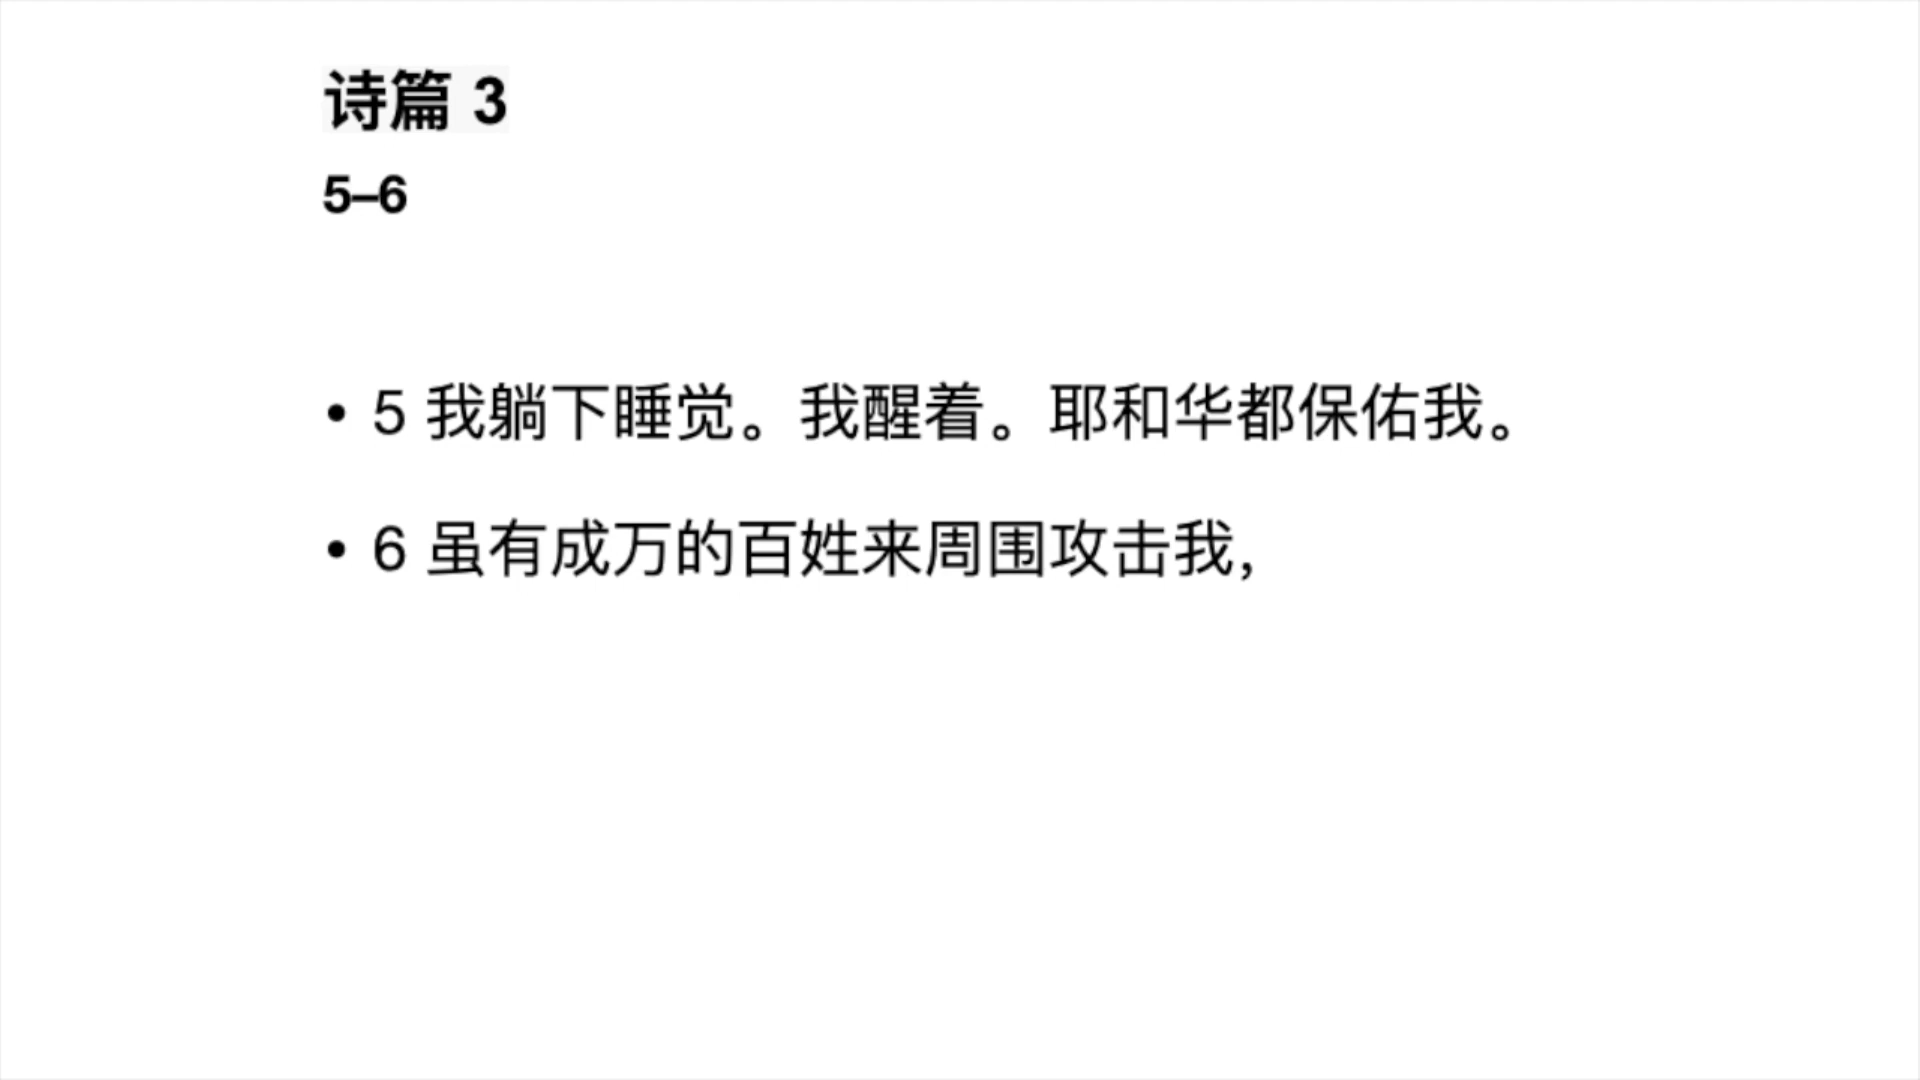 诗篇 3
5–6
• 5 我躺下睡觉。我醒着。耶和华都保佑我。
• 6 虽有成万的百姓来周围攻击我,